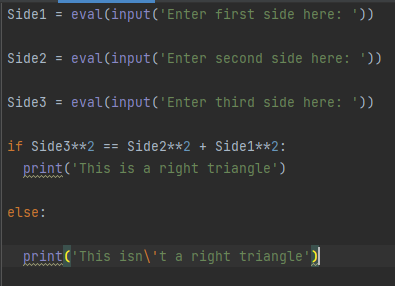 Side1 = eval(input('Enter first side here: '))
Side2 = eval(input('Enter second side here: '))
Side3 = eval(input('Enter third side here: '))
if Side3**2 == Side2**2 + Side1**2:
  print('This is a right triangle')
else:
  print('This isn\'t a right triangle')